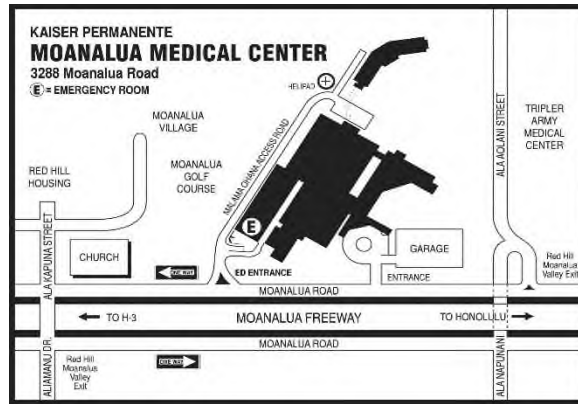 KAISER PERMANENTE
MOANALUA MEDICAL CENTER
3288 Moanalua Road
E = EMERGENCY ROOM
HELIPAD
MOANALUA
VILLAGE
RED HILL
HOUSING
MOANALUA
GOLF
COURSE
MALAMA OHANA ACCESS ROAD
ALA AOLANI STREET
TRIPLER
ARMY
MEDICAL
CENTER
ALA KAPUNA STREET
E
CHURCH
GARAGE
ONE WAY
ED ENTRANCE
ENTRANCE
Red Hill
Moanalua
Valley Exit
MOANALUA ROAD
TO H-3
MOANALUA FREEWAY
TO HONOLULU
MOANALUA ROAD
ALIAMANU DR.
Red Hill
Moanalua
Valley
Exit
ONE WAY
ALA NAPUNANI